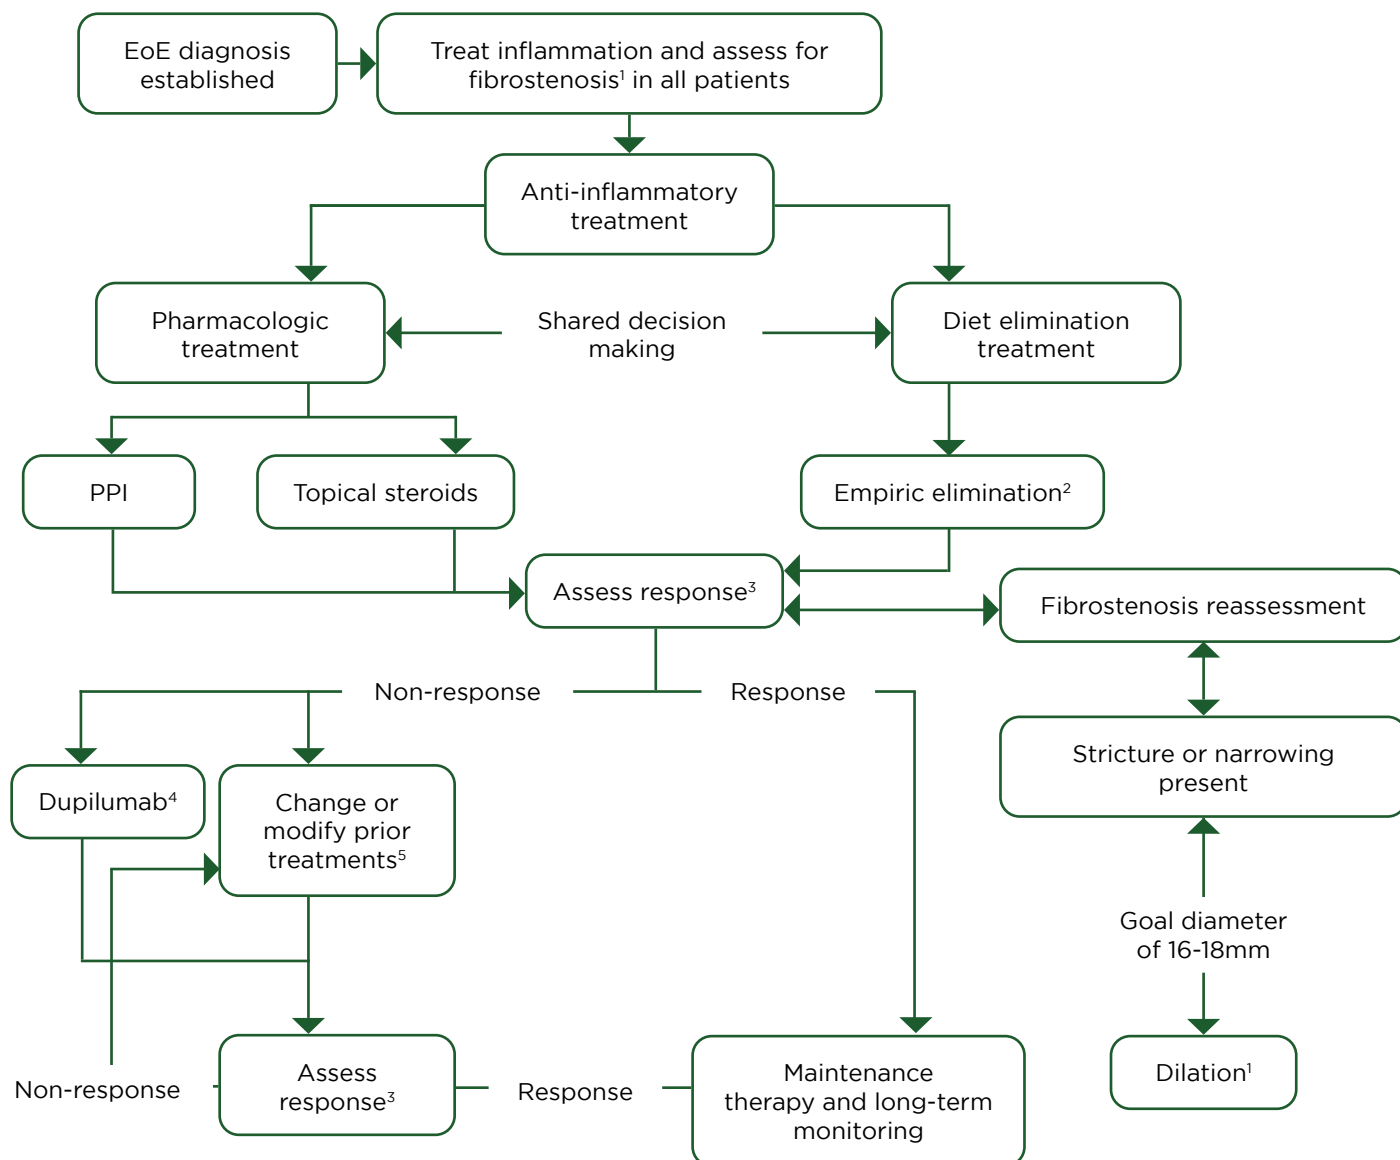 EoE diagnosis
established
Treat inflammation and assess for
fibrostenosis¹ in all patients
Anti-inflammatory
treatment
Pharmacologic
treatment
Shared decision
making
Diet elimination
treatment
PPI
Topical steroids
Empiric elimination²
Assess response³
Fibrostenosis reassessment
Non-response
Response
Stricture or narrowing
present
Dupilumab⁴
Change or
modify prior
treatments⁵
Goal diameter
of 16-18mm
Non-response
Assess
response³
Response
Maintenance
therapy and long-term
monitoring
Dilation¹